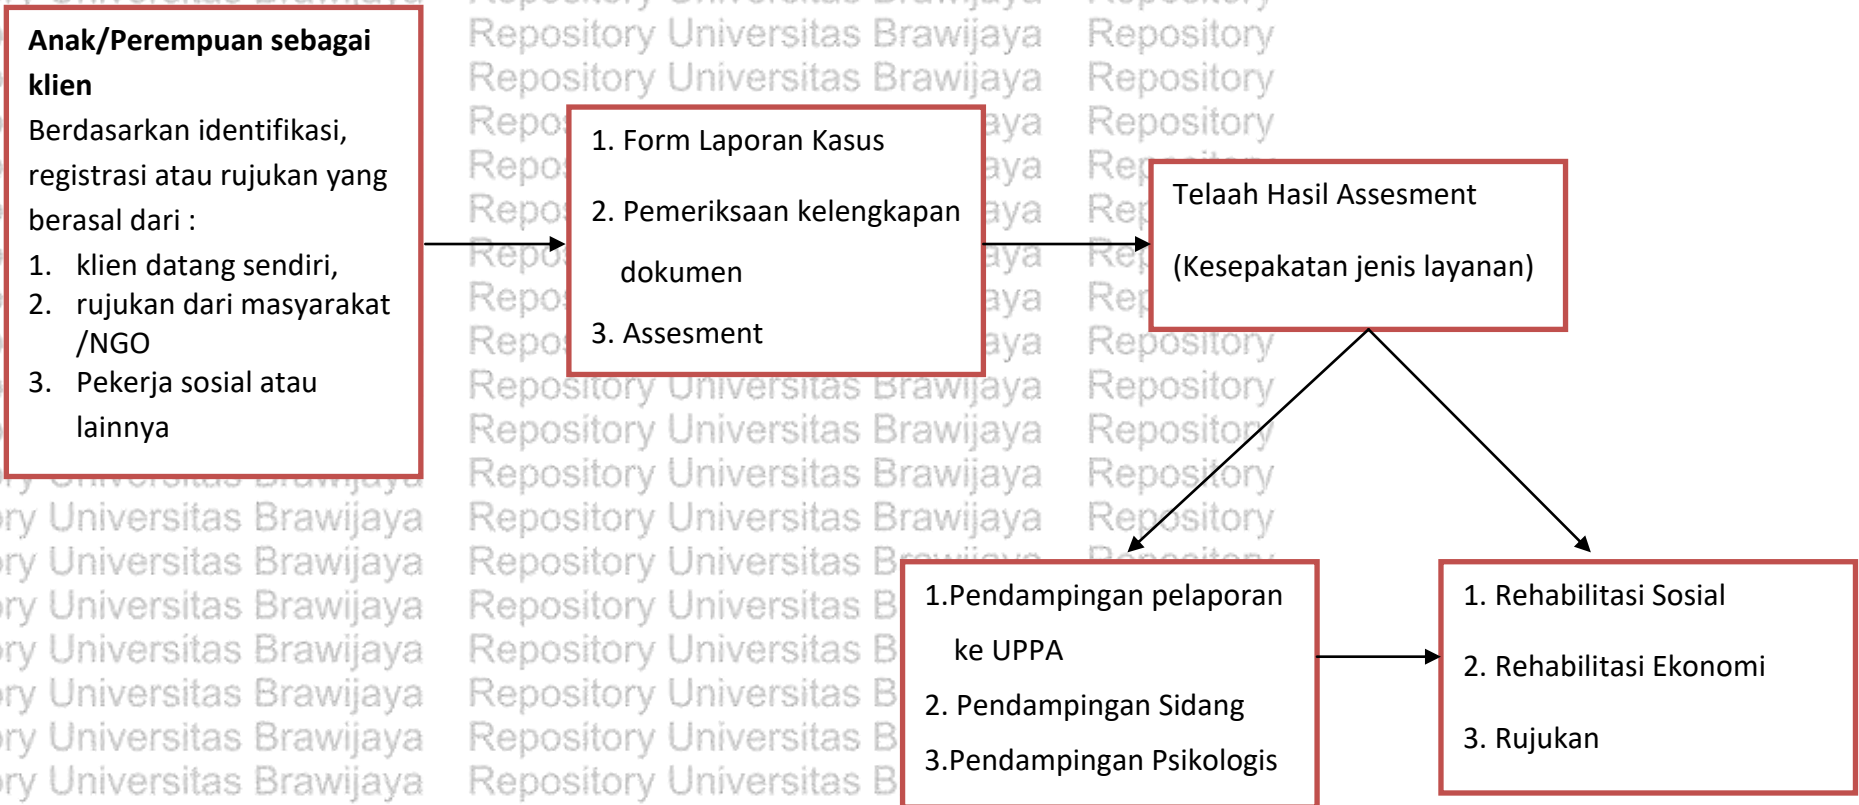 Anak/Perempuan sebagai
klien
Berdasarkan identifikasi,
registrasi atau rujukan yang
berasal dari :
1. klien datang sendiri,
2. rujukan dari masyarakat
/NGO
3. Pekerja sosial atau
lainnya
1. Form Laporan Kasus
2. Pemeriksaan kelengkapan
dokumen
3. Assesment
Telaah Hasil Assesment
(Kesepakatan jenis layanan)
1.Pendampingan pelaporan
ke UPPA
2. Pendampingan Sidang
3.Pendampingan Psikologis
1. Rehabilitasi Sosial
2. Rehabilitasi Ekonomi
3. Rujukan
Repository Universitas Brawijaya